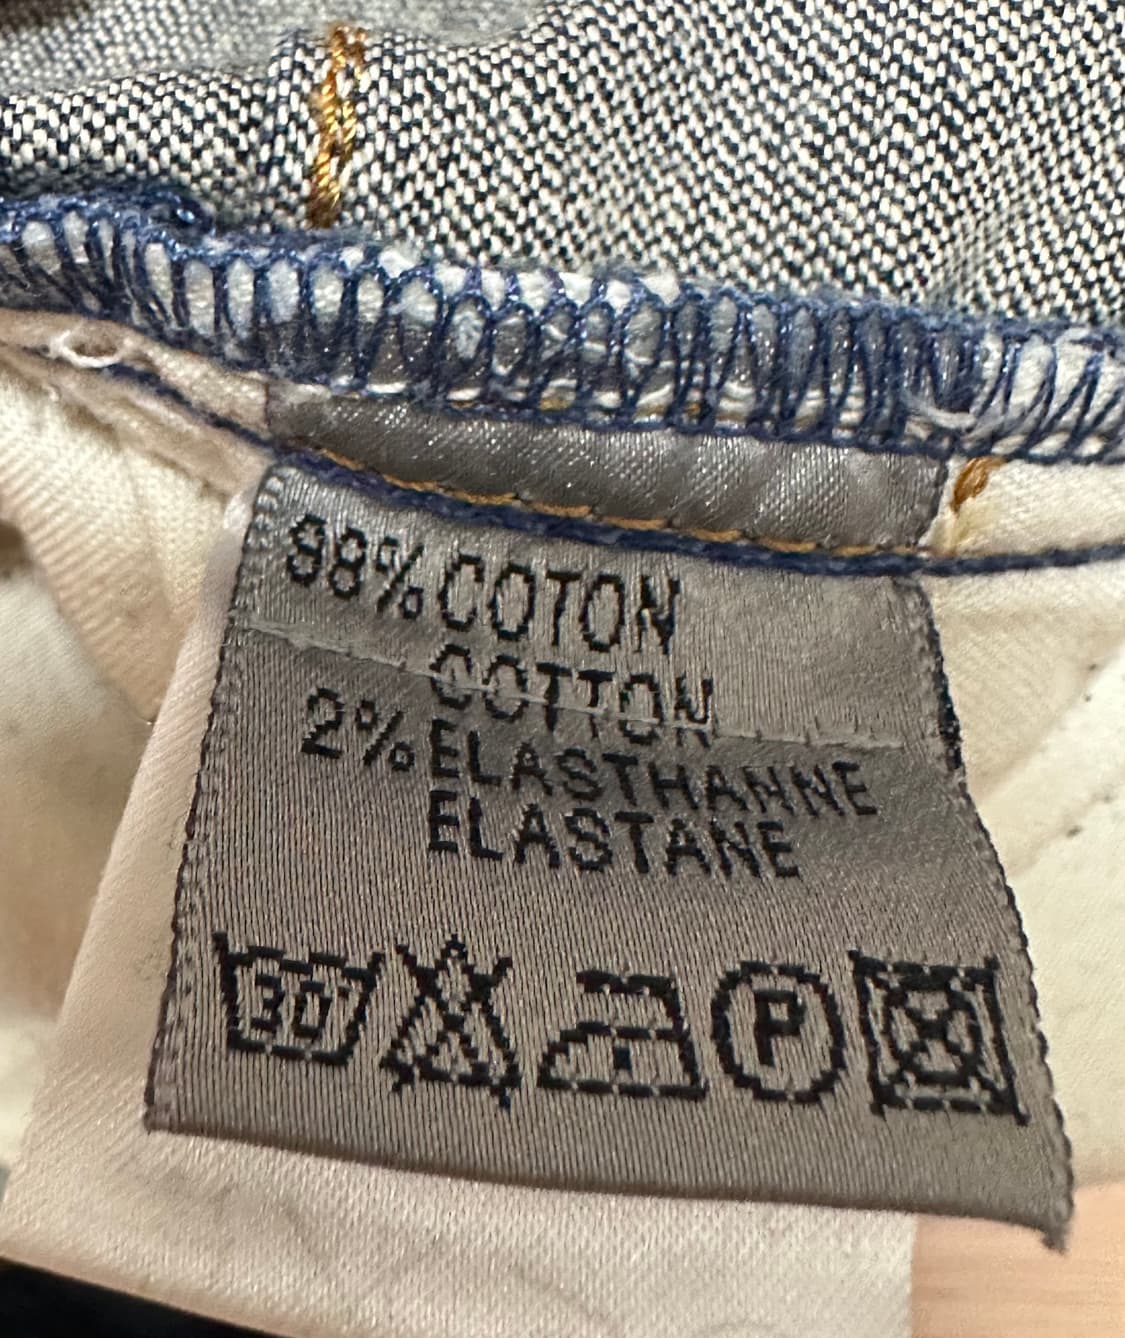 98% COTON
COTTON
2% ELASTHANNE
ELASTANE
30° P